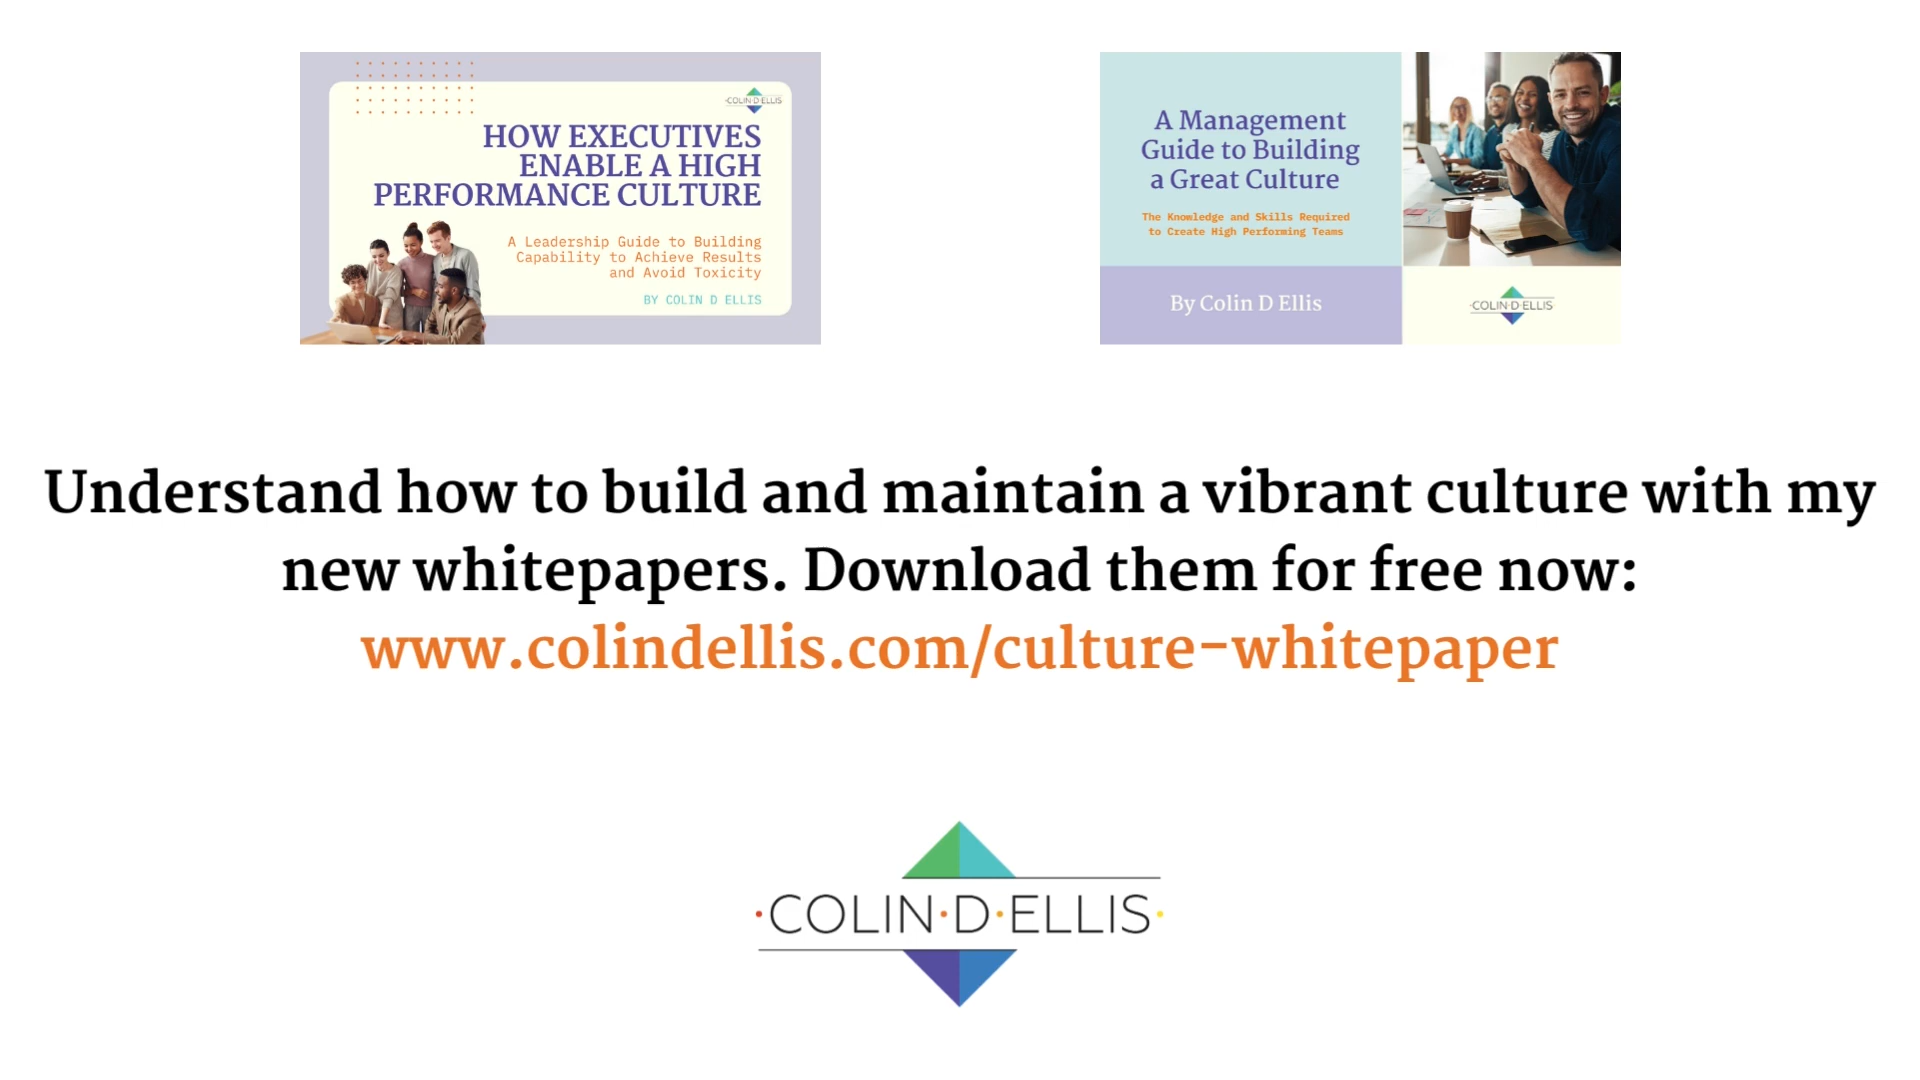 COLIN·D·ELLIS
HOW EXECUTIVES
ENABLE A HIGH
PERFORMANCE CULTURE
A Leadership Guide to Building
Capability to Achieve Results
and Avoid Toxicity
BY COLIN D ELLIS
A Management
Guide to Building
a Great Culture
The Knowledge and Skills Required
to Create High Performing Teams
By Colin D Ellis
COLIN·D·ELLIS
Understand how to build and maintain a vibrant culture with my
new whitepapers. Download them for free now:
www.colindellis.com/culture-whitepaper
·COLIN·D·ELLIS·